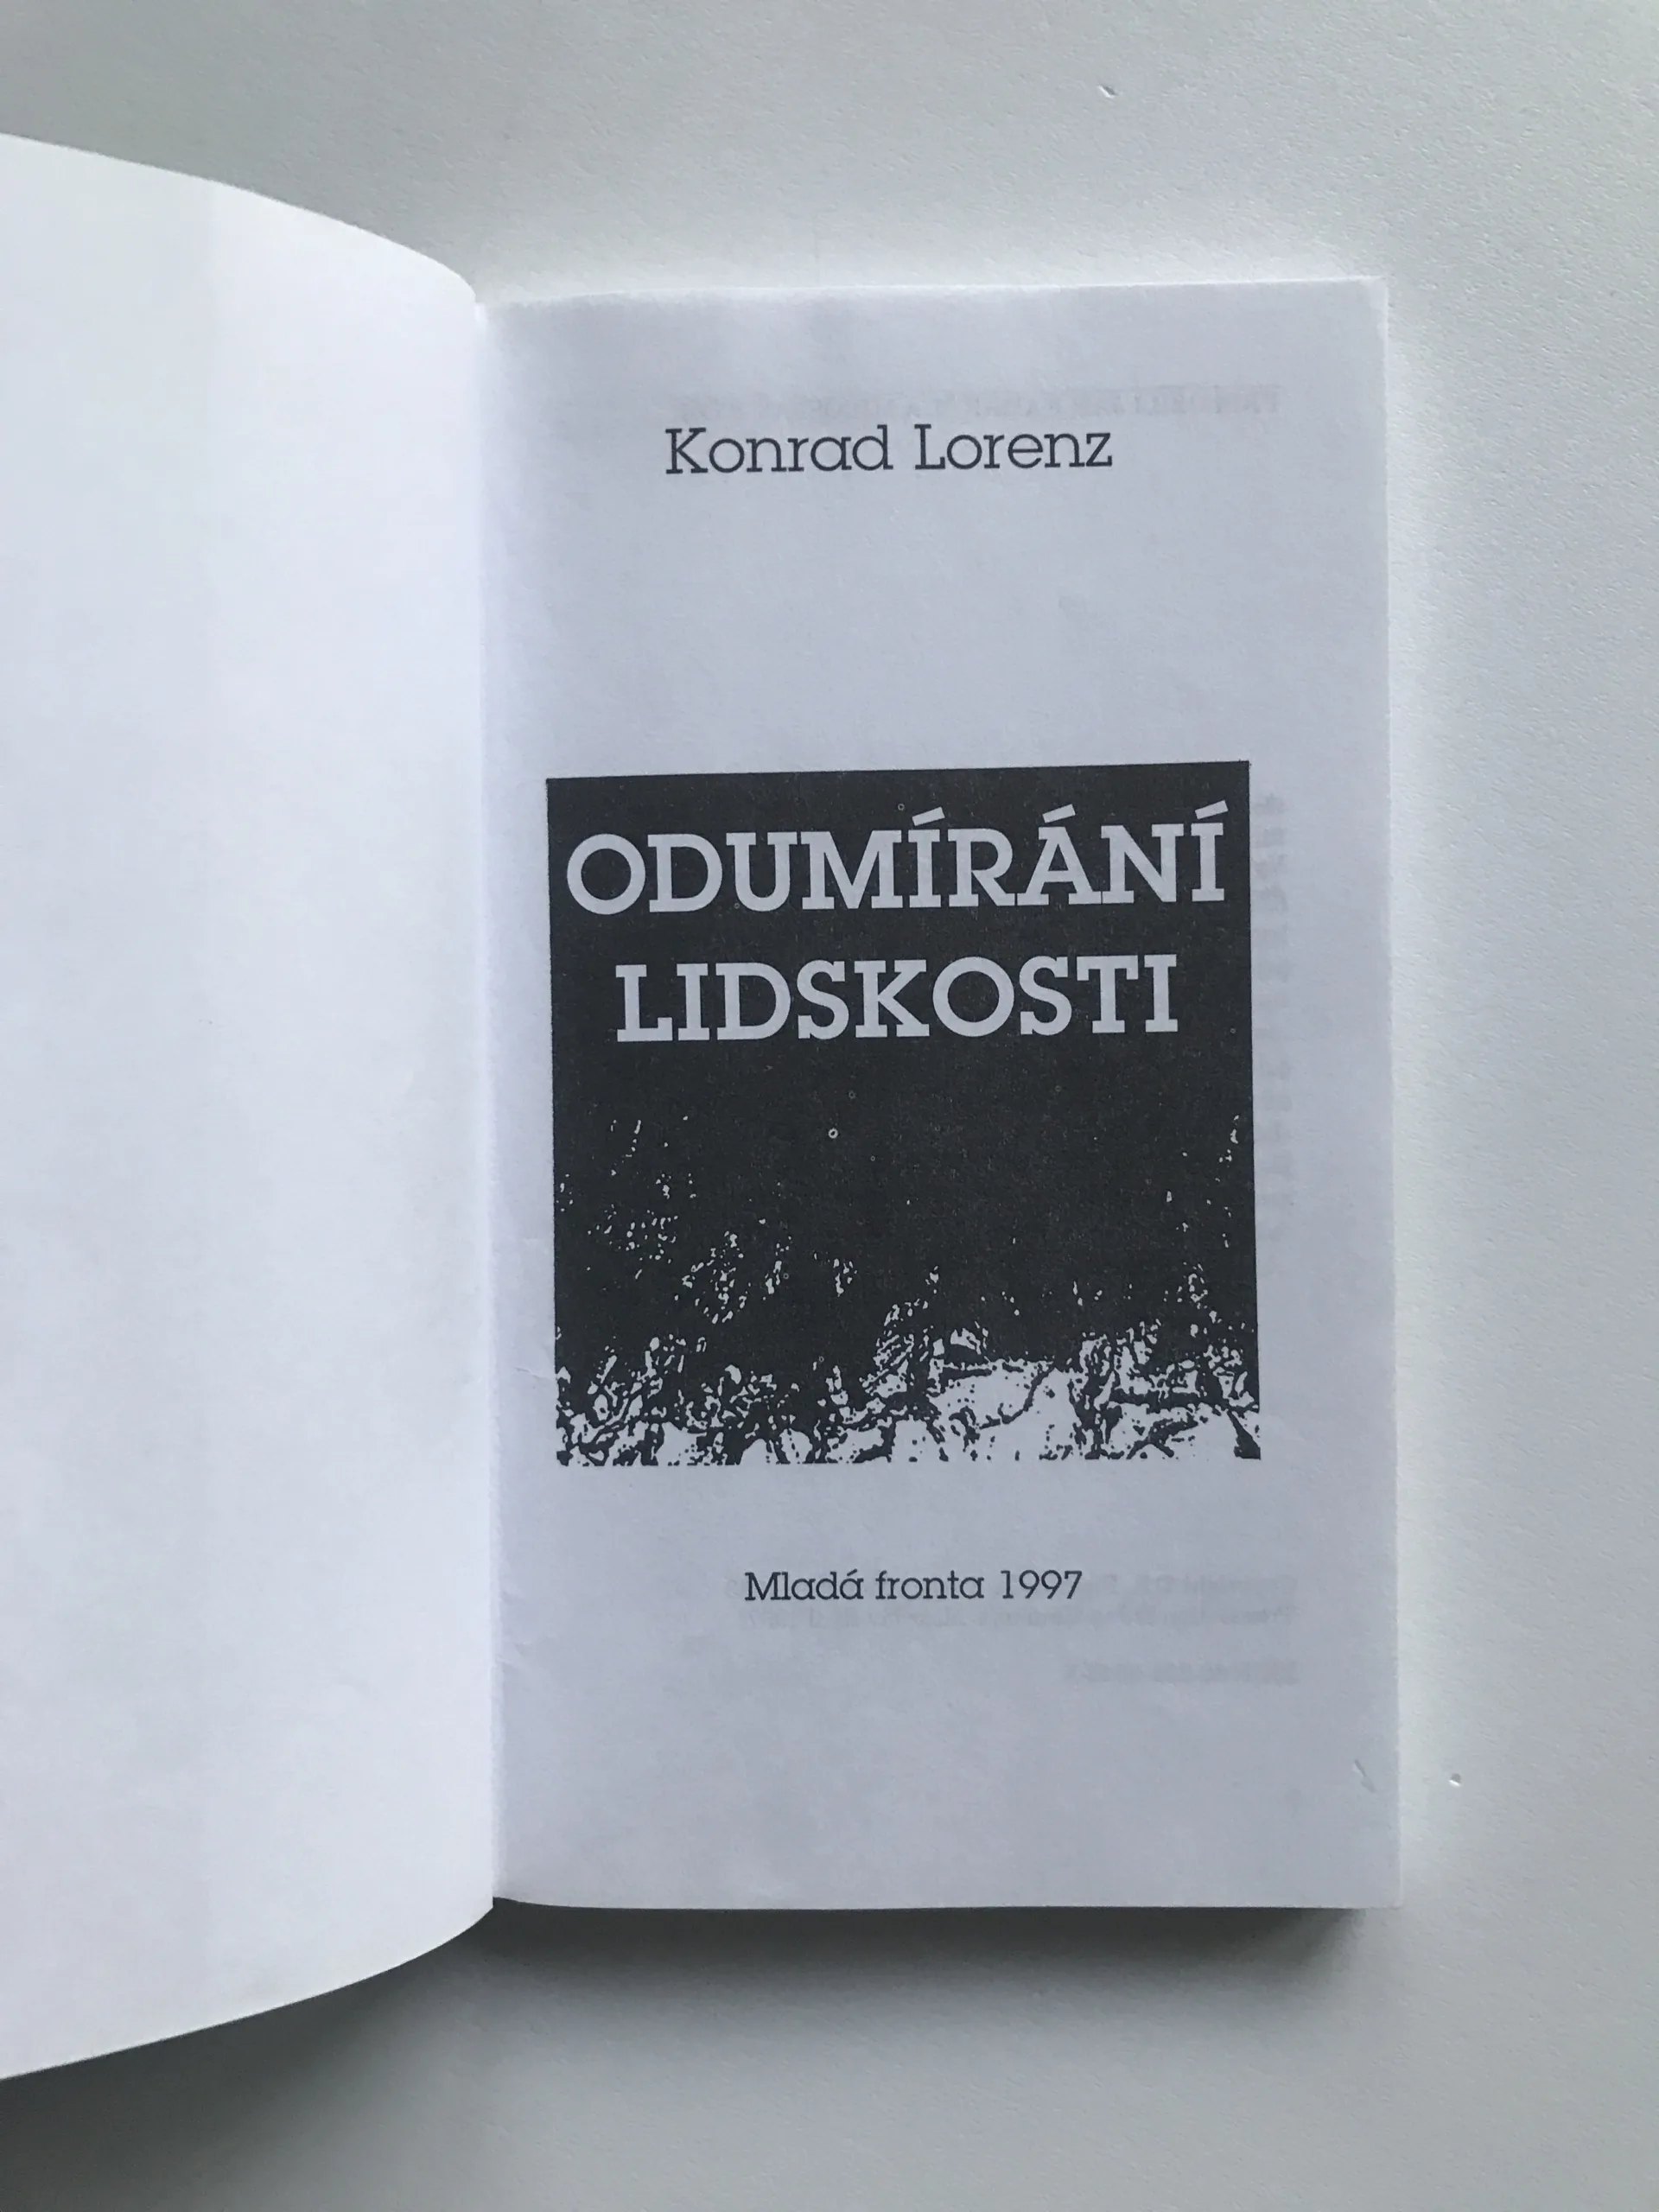 Konrad Lorenz
ODUMÍRÁNÍ
LIDSKOSTI
Mladá fronta 1997